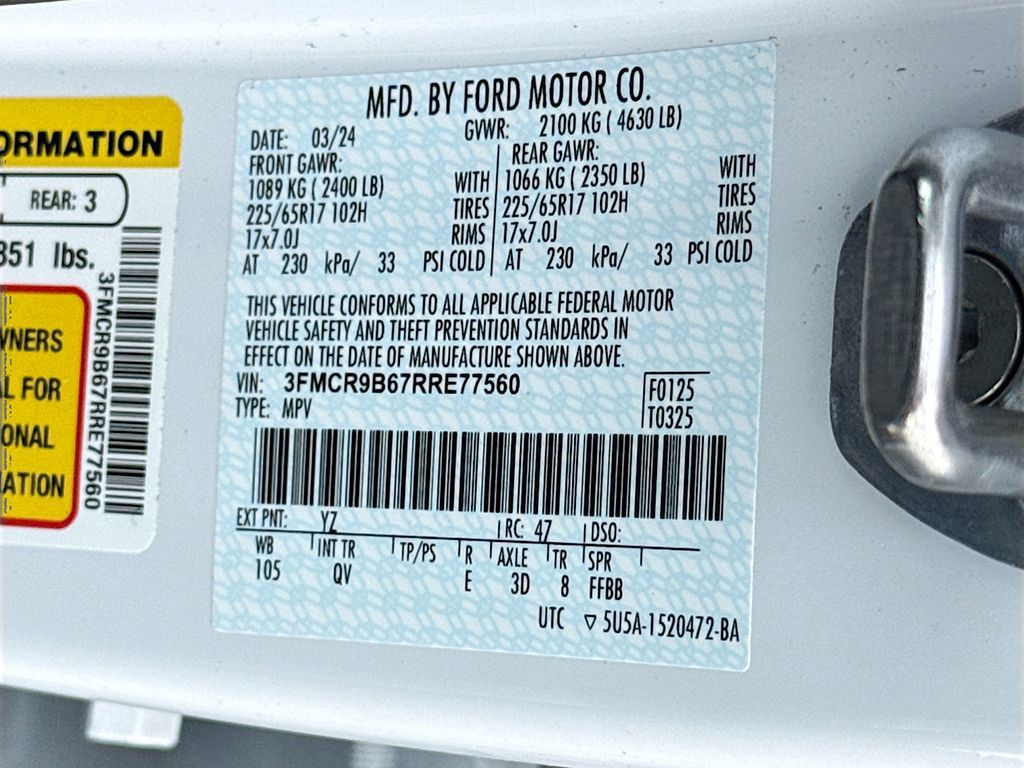 ORMATION
REAR: 3
351 lbs.
WNERS
AL FOR
ONAL
MATION
3FMCR9B67RRE77560
MFD. BY FORD MOTOR CO.
DATE: 03/24 GVWR: 2100 KG ( 4630 LB)
FRONT GAWR: REAR GAWR:
1089 KG ( 2400 LB) WITH 1066 KG ( 2350 LB) WITH
225/65R17 102H TIRES 225/65R17 102H TIRES
17x7.0J RIMS 17x7.0J RIMS
AT 230 kPa/ 33 PSI COLD AT 230 kPa/ 33 PSI COLD
THIS VEHICLE CONFORMS TO ALL APPLICABLE FEDERAL MOTOR
VEHICLE SAFETY AND THEFT PREVENTION STANDARDS IN
EFFECT ON THE DATE OF MANUFACTURE SHOWN ABOVE.
VIN: 3FMCR9B67RRE77560 F0125
TYPE: MPV T0325
EXT PNT: YZ RC: 47 DSO:
WB INT TR TP/PS R AXLE TR SPR
105 QV E 3D 8 FFBB
UTC ▽ 5U5A-1520472-BA